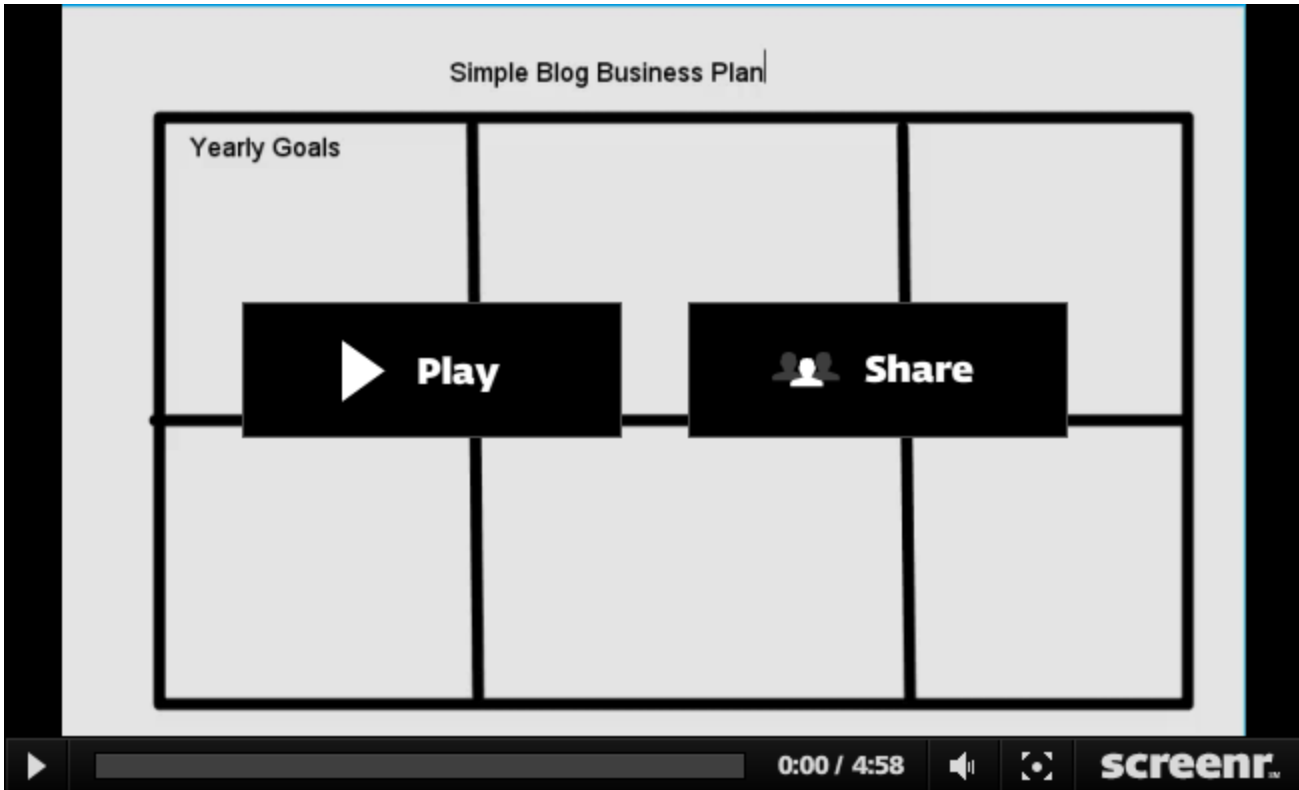 Simple Blog Business Plan
Yearly Goals
Play
Share
0:00 / 4:58
screenr